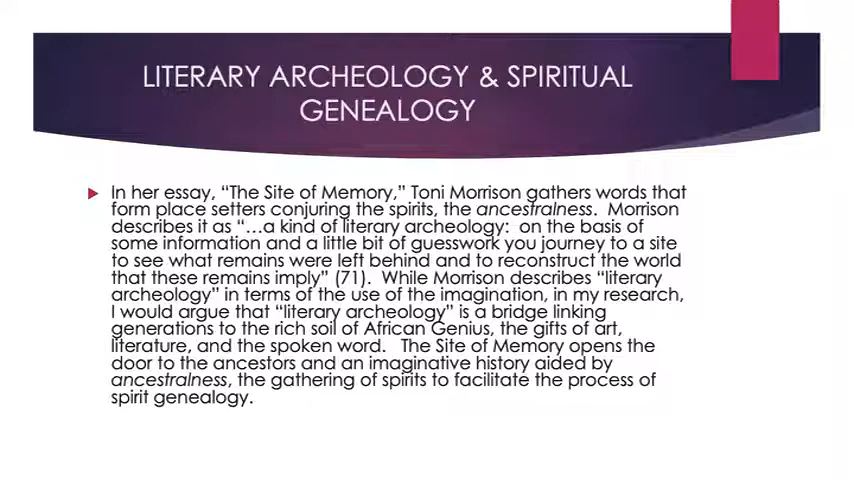 LITERARY ARCHEOLOGY & SPIRITUAL
GENEALOGY
In her essay, “The Site of Memory,” Toni Morrison gathers words that
form place setters conjuring the spirits, the ancestralness.  Morrison
describes it as “…a kind of literary archeology:  on the basis of
some information and a little bit of guesswork you journey to a site
to see what remains were left behind and to reconstruct the world
that these remains imply” (71).  While Morrison describes “literary
archeology” in terms of the use of the imagination, in my research,
I would argue that “literary archeology” is a bridge linking
generations to the rich soil of African Genius, the gifts of art,
literature, and the spoken word.   The Site of Memory opens the
door to the ancestors and an imaginative history aided by
ancestralness, the gathering of spirits to facilitate the process of
spirit genealogy.